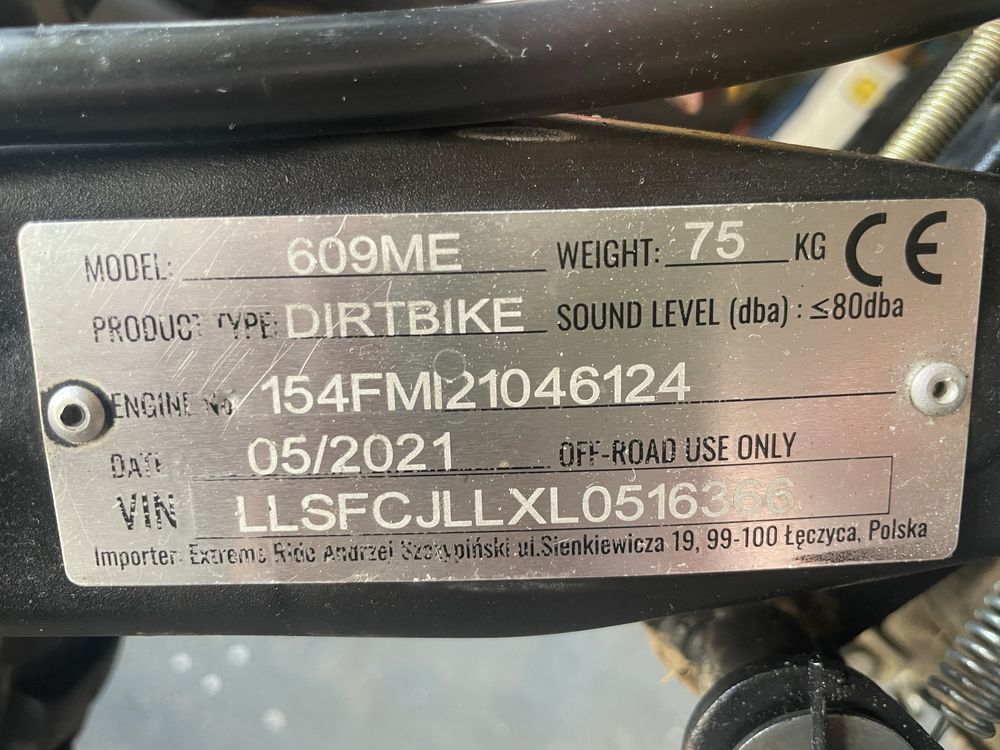 MODEL: 609ME WEIGHT: 75 KG CE
PRODUCT TYPE: DIRTBIKE SOUND LEVEL (dba) : ≤80dba
ENGINE No. 154FMI21046124
DATE 05/2021 OFF-ROAD USE ONLY
VIN LLSFCJLLXL0516366
Importer: Extreme Ride Andrzej Szczypiński ul.Sienkiewicza 19, 99-100 Łęczyca, Polska